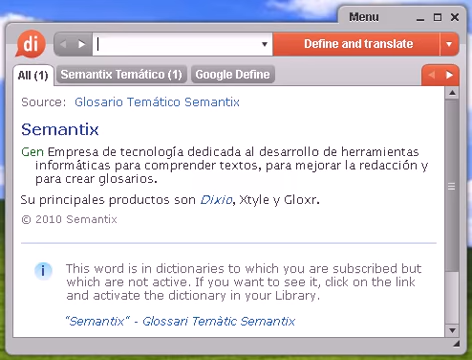 Menu
di
Define and translate
All (1) Semantix Temático (1) Google Define
Source: Glosario Temático Semantix
Semantix
Gen Empresa de tecnología dedicada al desarrollo de herramientas
informáticas para comprender textos, para mejorar la redacción y
para crear glosarios.
Su principales producten son Dixio, Xtyle y Gloxr.
© 2010 Semantix
i
This word is in dictionaries to which you are subscribed but
which are not active. If you want to see it, click on the link
and activate the dictionary in your Library.
"Semantix" - Glossari Temàtic Semantix